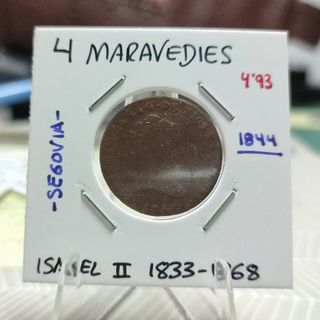 4 MARAVEDIES
4'93
1844
-SEGOVIA-
ISABEL II 1833-1868